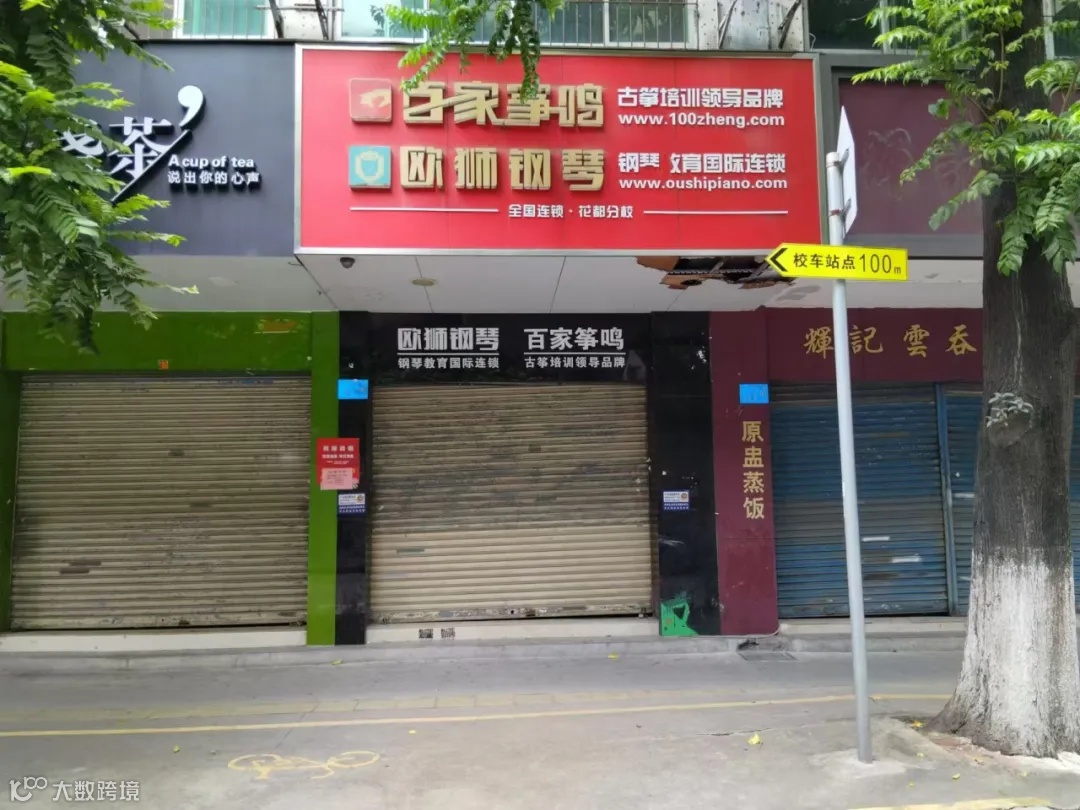 茶
A cup of tea
说出你的心声
百家筝鸣
古筝培训领导品牌
www.100zheng.com
欧狮钢琴
钢琴 教育国际连锁
www.oushipiano.com
全国连锁·花都分校
校车站点100m
欧狮钢琴 百家筝鸣
钢琴教育国际连锁 古筝培训领导品牌
輝記雲吞
原盅蒸饭
大数跨境